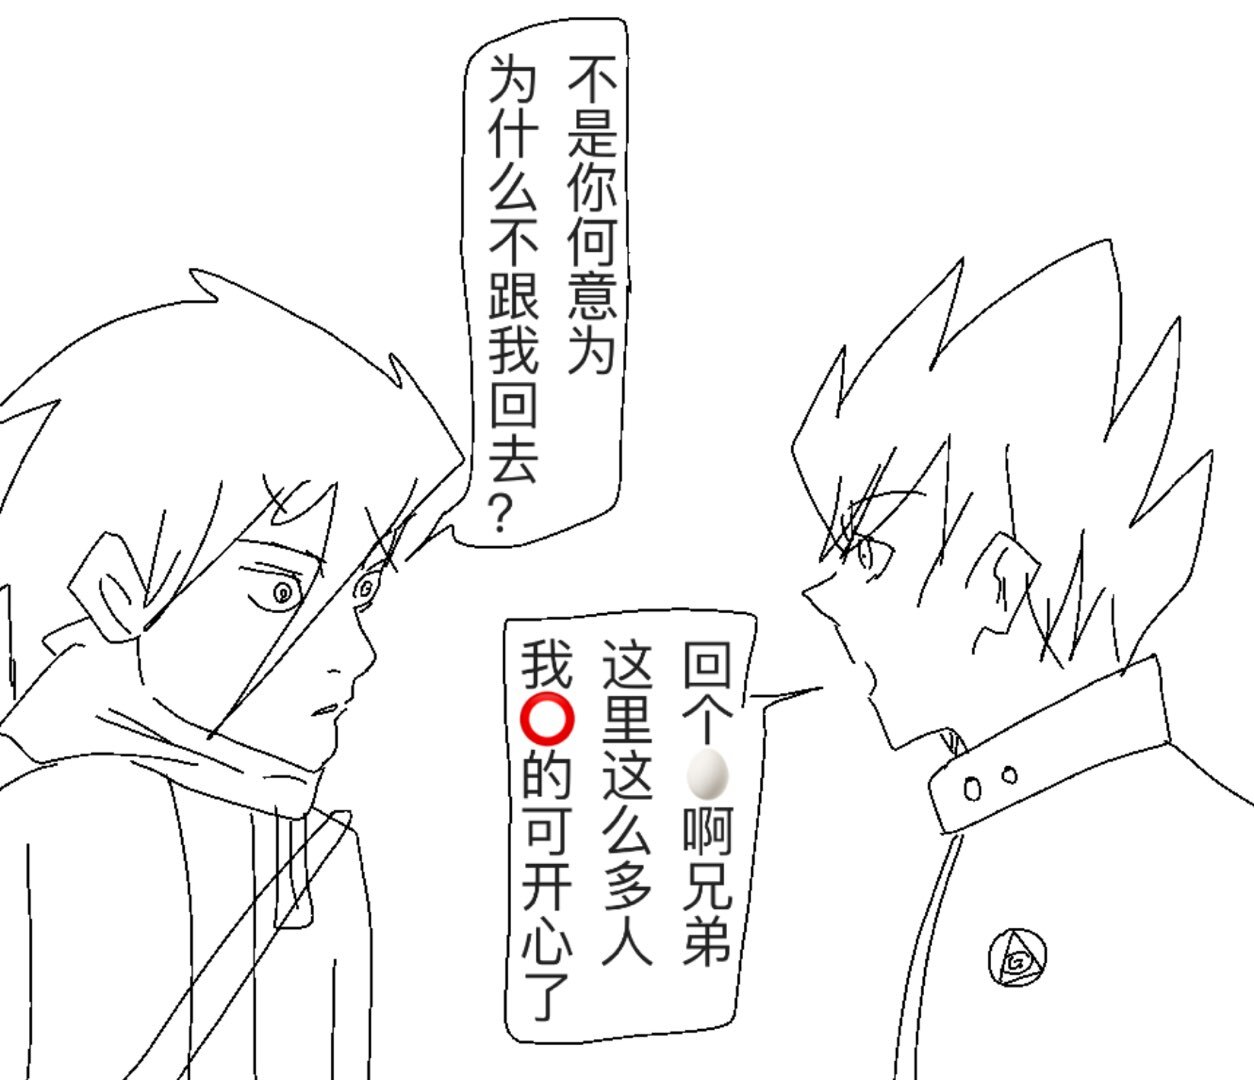 不是你何意为
为什么不跟我回去?
回个🥚啊兄弟
这里这么多人
我⭕的可开心了